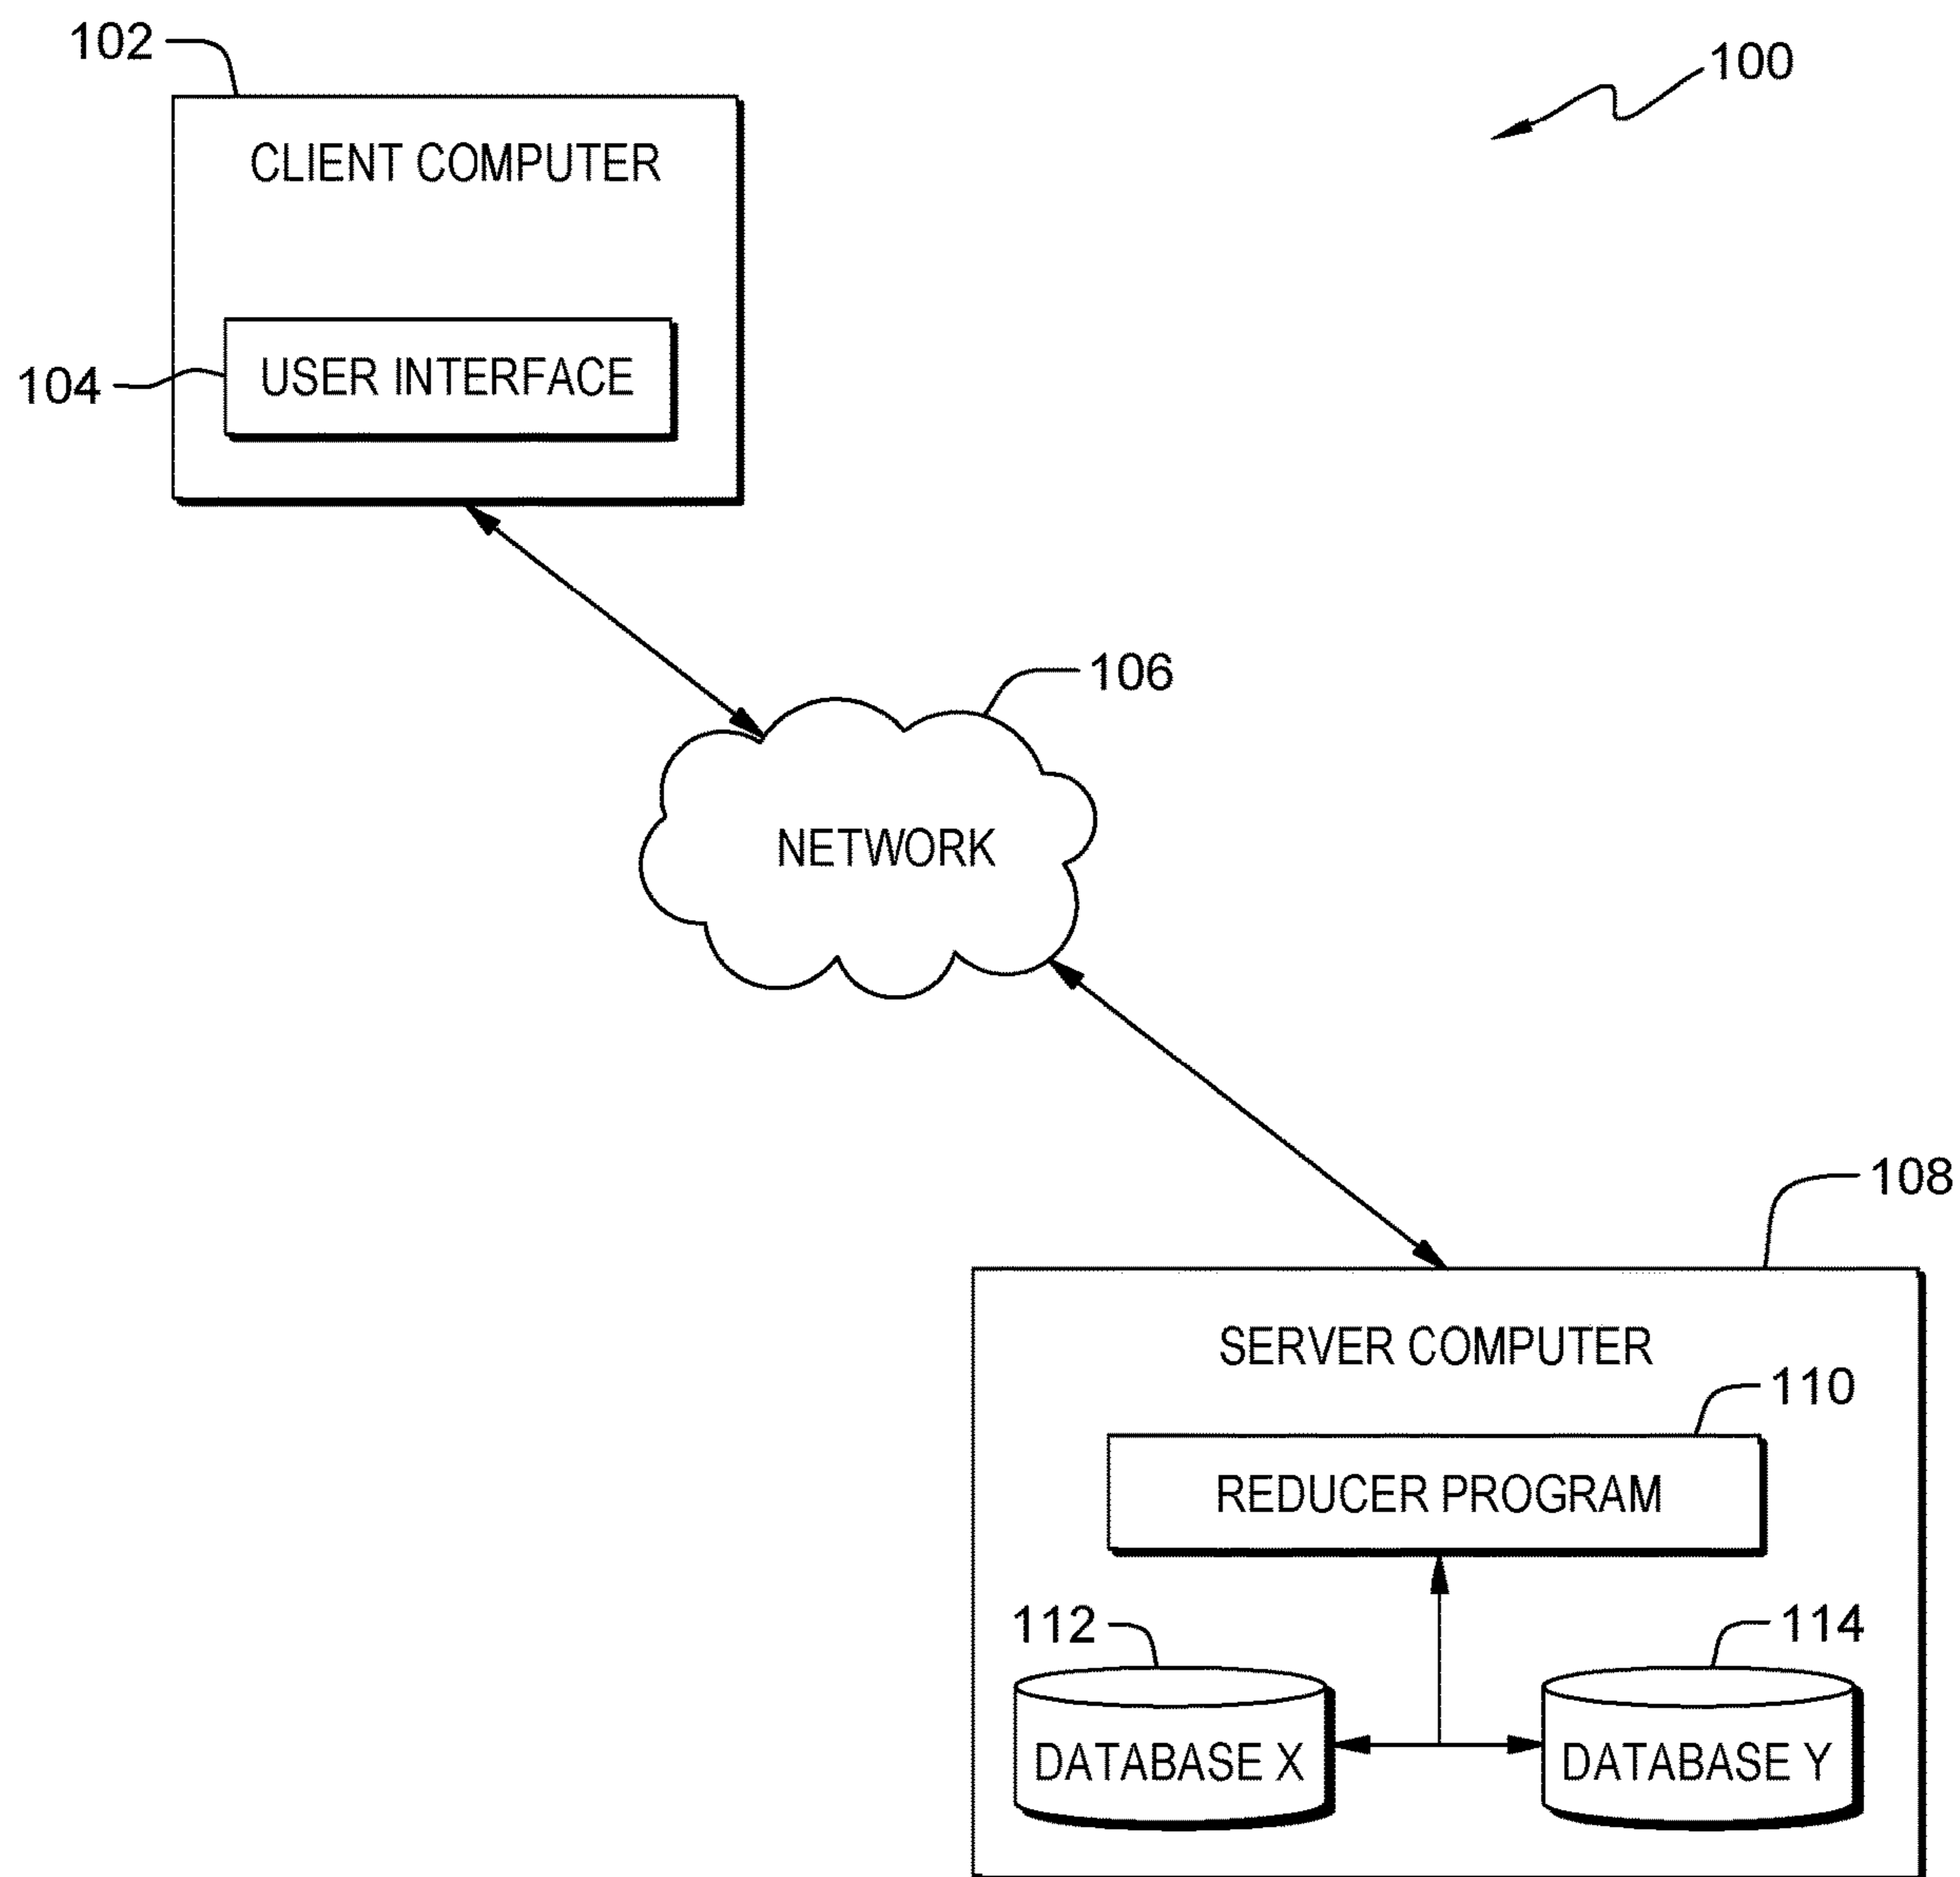 102
100
CLIENT COMPUTER
104
USER INTERFACE
106
NETWORK
108
SERVER COMPUTER
110
REDUCER PROGRAM
112
114
DATABASE X
DATABASE Y